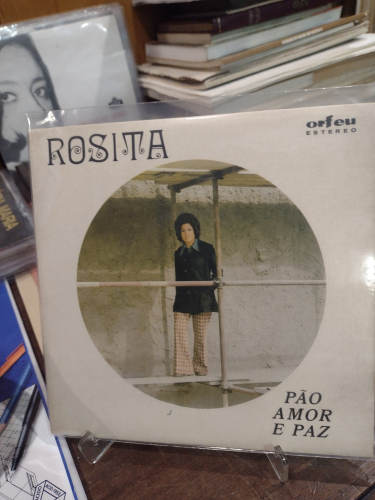 ROSITA
orfeu
ESTEREO
PÃO
AMOR
E PAZ